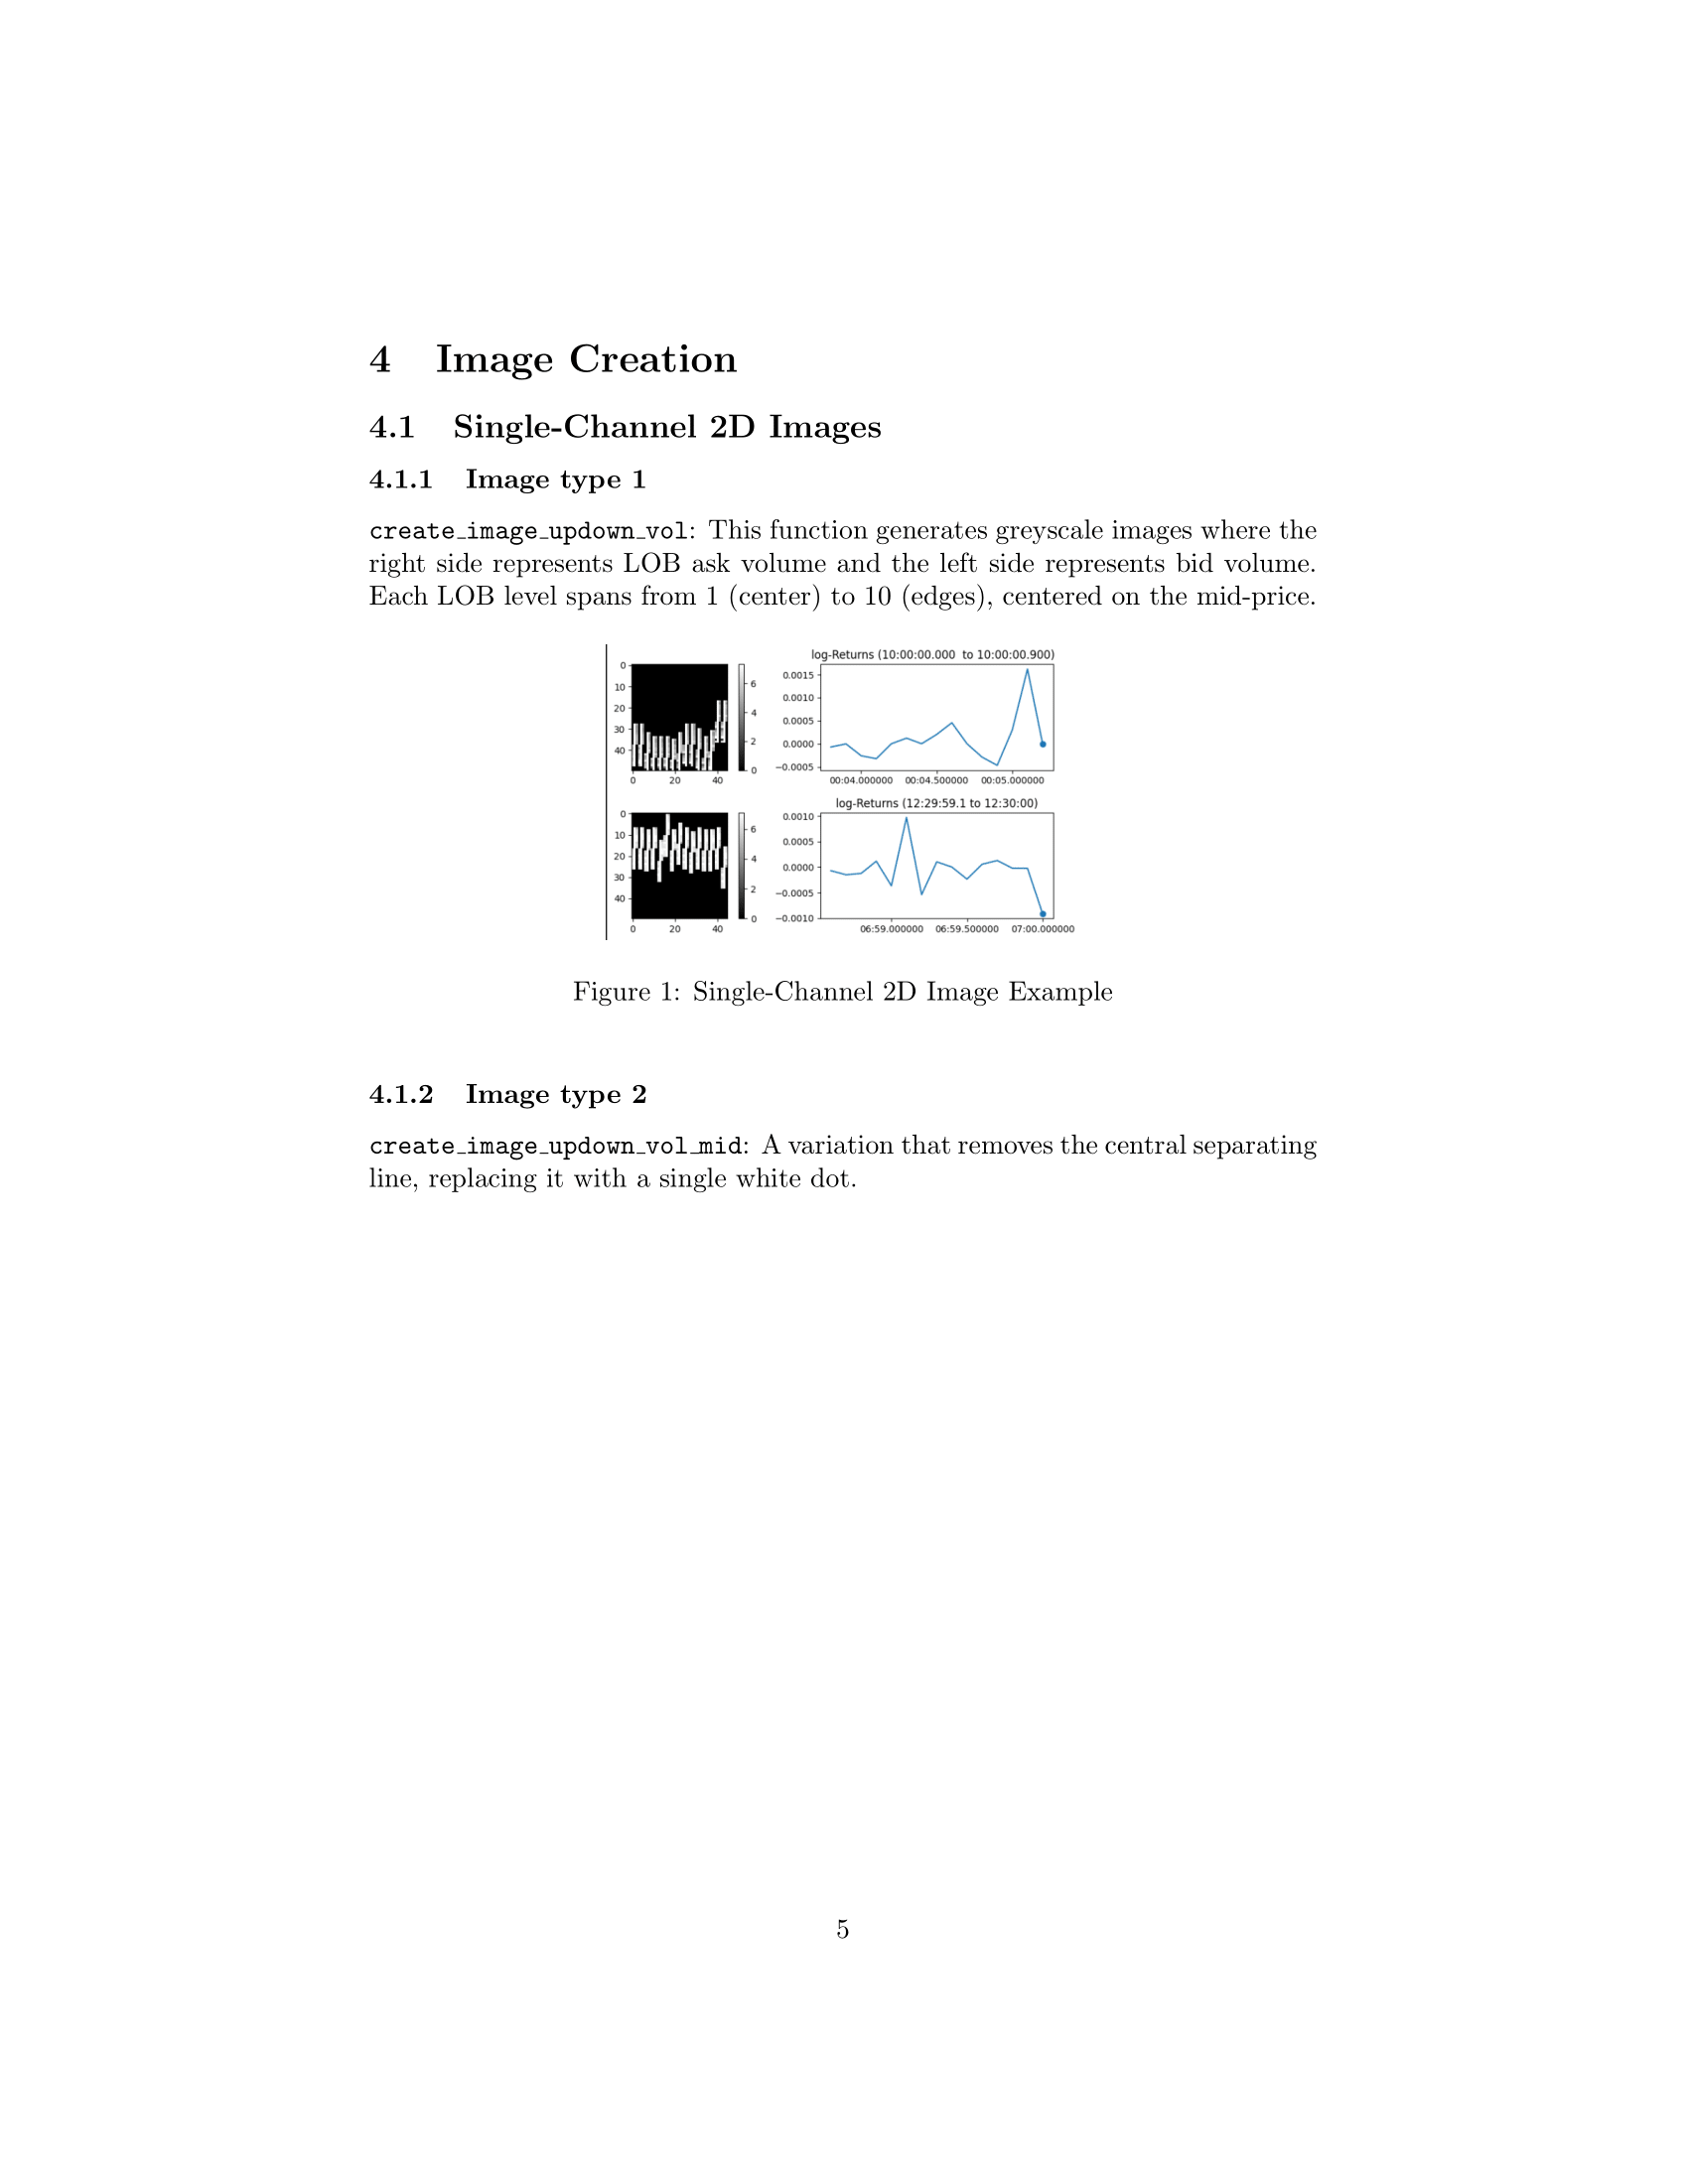 4 Image Creation
4.1 Single-Channel 2D Images
4.1.1 Image type 1
create_image_updown_vol: This function generates greyscale images where the
right side represents LOB ask volume and the left side represents bid volume.
Each LOB level spans from 1 (center) to 10 (edges), centered on the mid-price.
log-Returns (10:00:00.000 to 10:00:00.900)
0
10
20
30
40
0 20 40
6
4
2
0
0.0015
0.0010
0.0005
0.0000
−0.0005
00:04.000000 00:04.500000 00:05.000000
log-Returns (12:29:59.1 to 12:30:00)
0
10
20
30
40
0 20 40
6
4
2
0
0.0010
0.0005
0.0000
−0.0005
−0.0010
06:59.000000 06:59.500000 07:00.000000
Figure 1: Single-Channel 2D Image Example
4.1.2 Image type 2
create_image_updown_vol_mid: A variation that removes the central separating
line, replacing it with a single white dot.
5